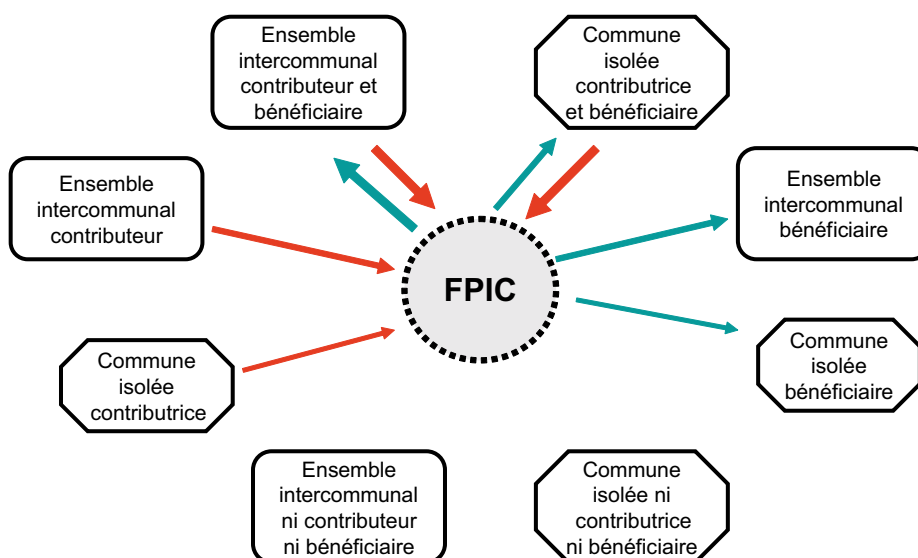 Ensemble
intercommunal
contributeur et
bénéficiaire
Commune
isolée
contributrice
et bénéficiaire
Ensemble
intercommunal
contributeur
Ensemble
intercommunal
bénéficiaire
FPIC
Commune
isolée
contributrice
Commune
isolée
bénéficiaire
Ensemble
intercommunal
ni contributeur
ni bénéficiaire
Commune
isolée ni
contributrice
ni bénéficiaire